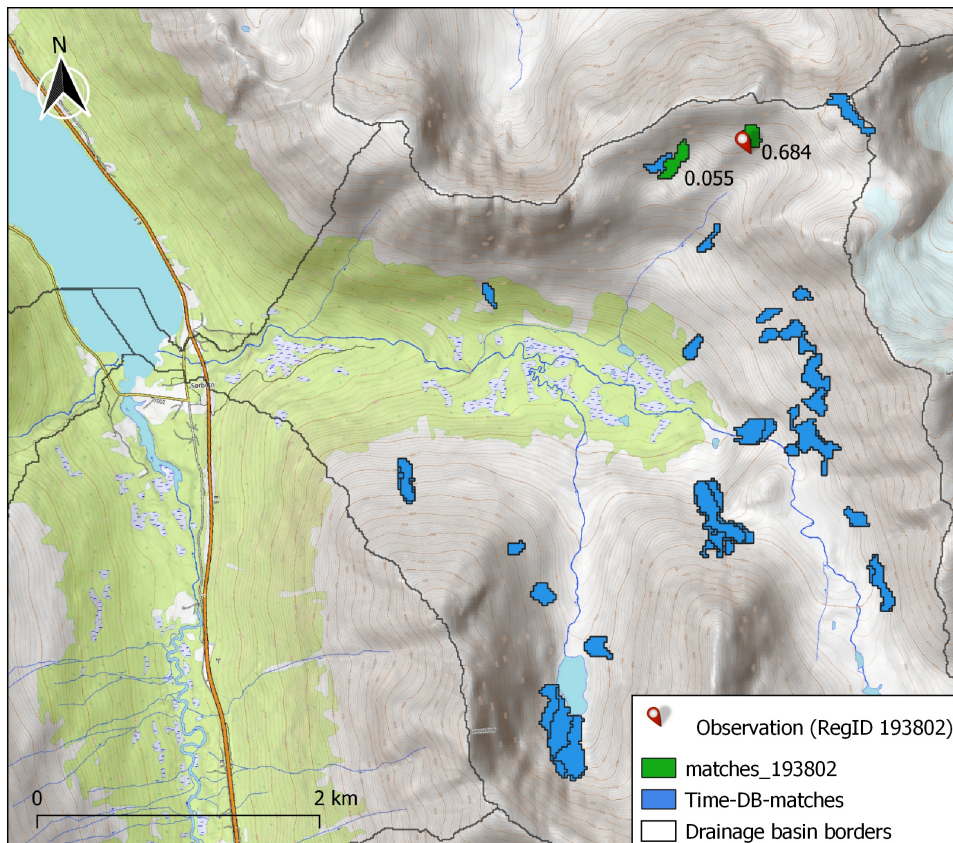 N
0.684
0.055
0
2 km
Observation (RegID 193802)
matches_193802
Time-DB-matches
Drainage basin borders